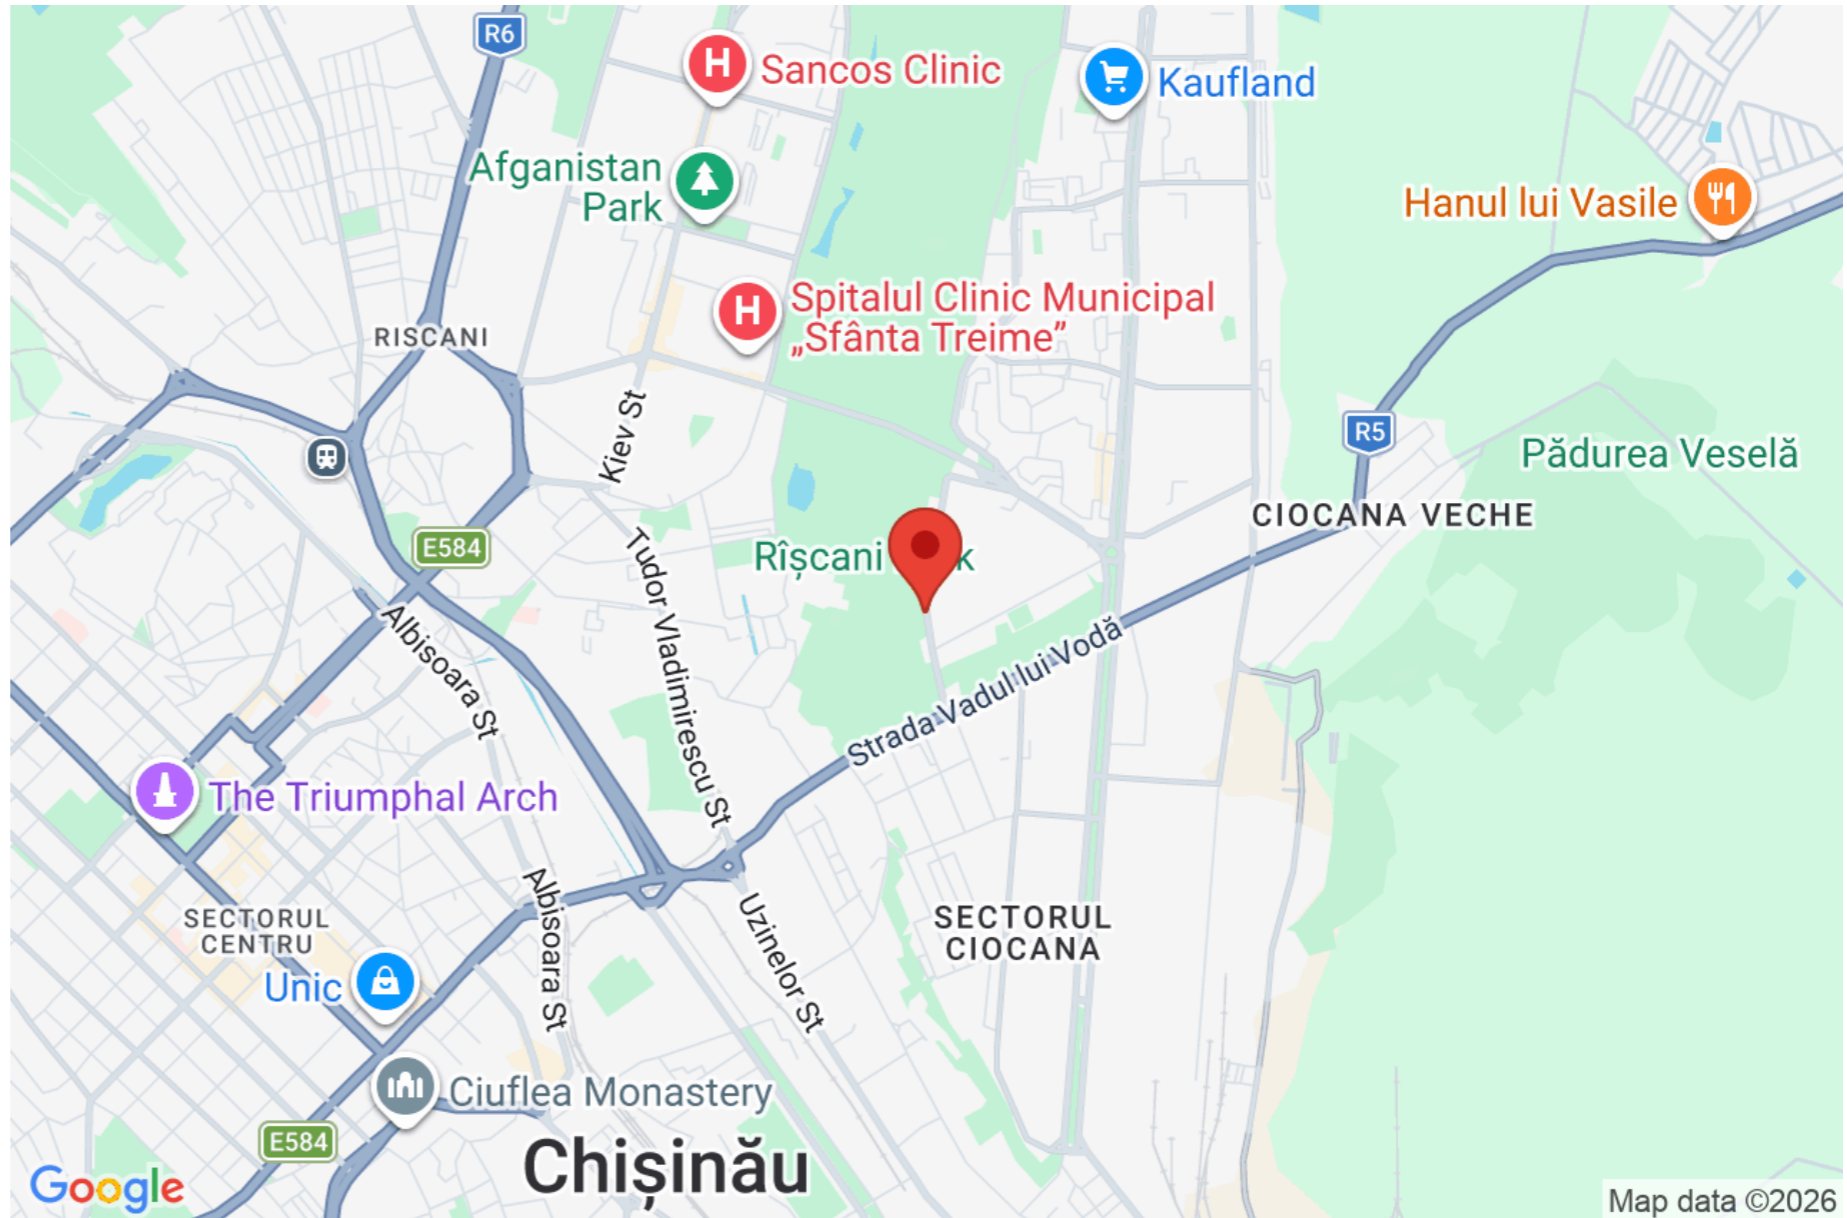 R6
Sancos Clinic
Kaufland
Afganistan
Park
Hanul lui Vasile
Spitalul Clinic Municipal
„Sfânta Treime”
RISCANI
Kiev St
R5
Pădurea Veselă
CIOCANA VECHE
E584
Rîșcani
k
Tudor Vladimirescu St
Albisoara St
Strada Vadul lui Vodă
The Triumphal Arch
SECTORUL
CENTRU
Albisoara St
Uzinelor St
SECTORUL
CIOCANA
Unic
Ciuflea Monastery
E584
Chișinău
Google
Map data ©2026